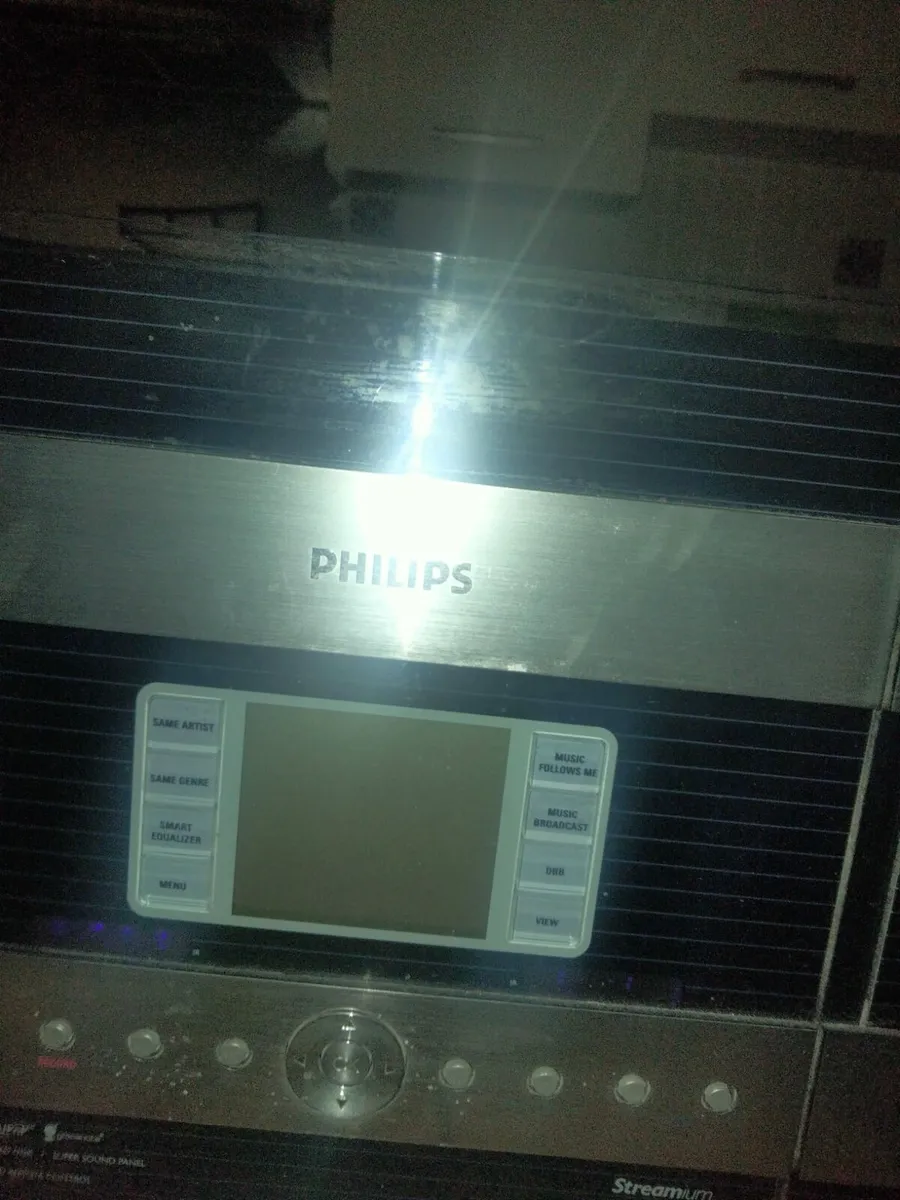 PHILIPS
SAME ARTIST
SAME GENRE
SMART
EQUALIZER
MENU
MUSIC
FOLLOWS ME
MUSIC
BROADCAST
DBB
VIEW
RECORD
SUPER SOUND PANEL
CONTROL
Streamium